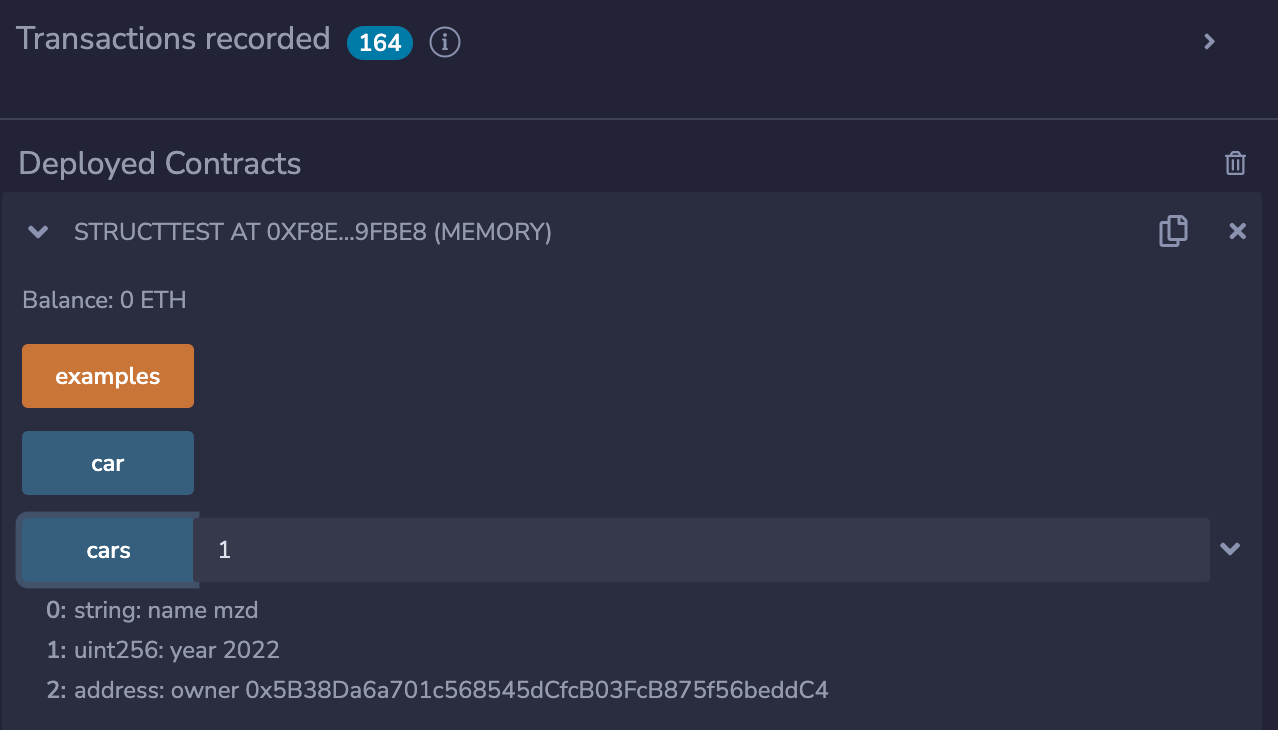 Transactions recorded 164 i
Deployed Contracts
STRUCTTEST AT 0XF8E...9FBE8 (MEMORY)
Balance: 0 ETH
examples
car
cars 1
0: string: name mzd
1: uint256: year 2022
2: address: owner 0x5B38Da6a701c568545dCfcB03FcB875f56beddC4